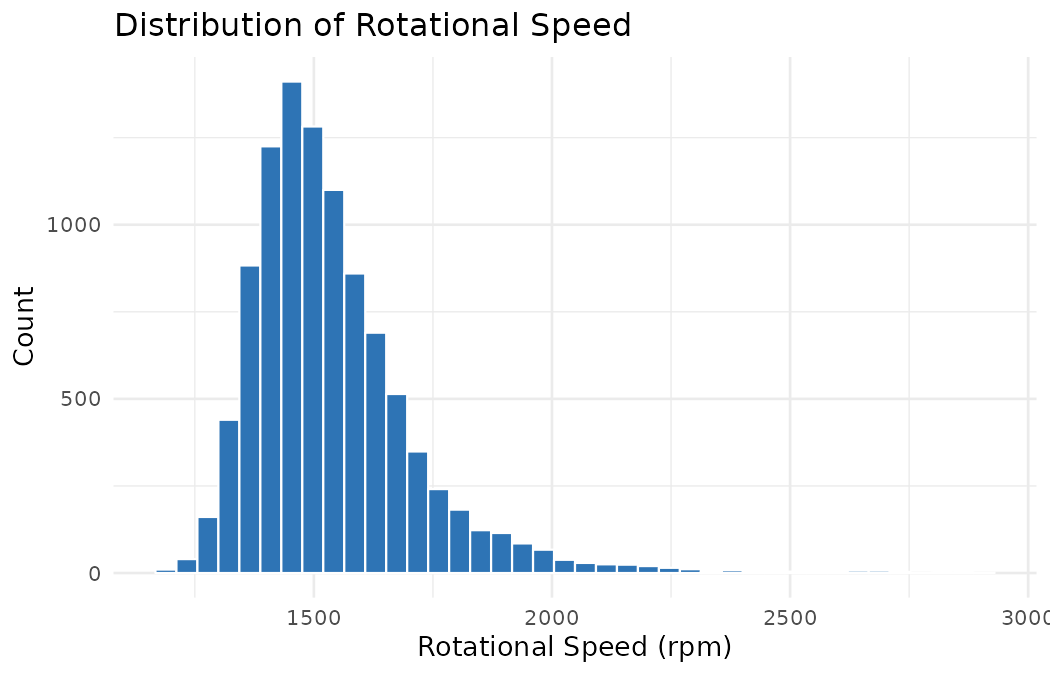 Distribution of Rotational Speed
Count
1000
500
0
1500
2000
2500
3000
Rotational Speed (rpm)